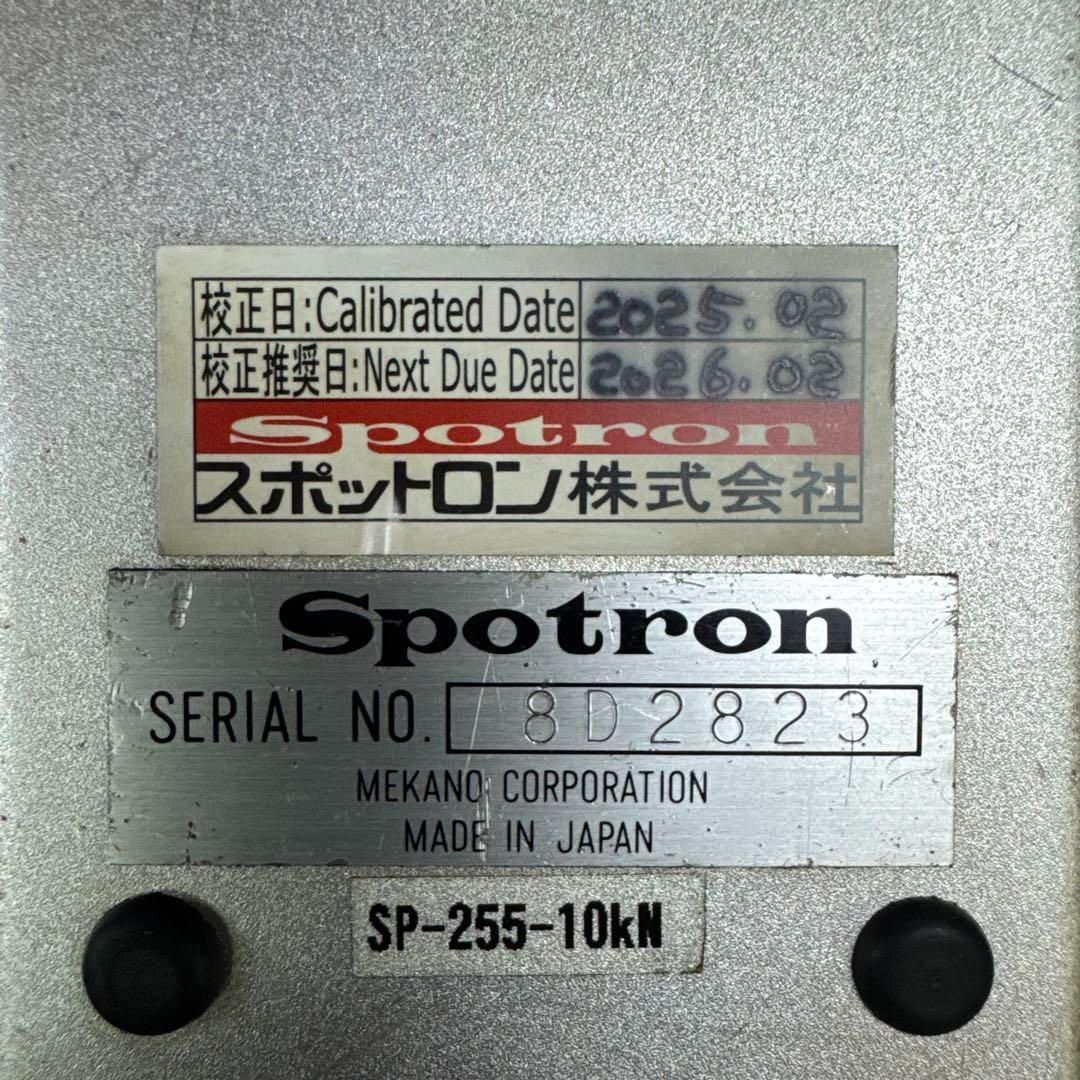 校正日:Calibrated Date 2025.02
校正推奨日:Next Due Date 2026.02
Spotron
スポットロン株式会社
Spotron
SERIAL NO. 8D2823
MEKANO CORPORATION
MADE IN JAPAN
SP-255-10kN